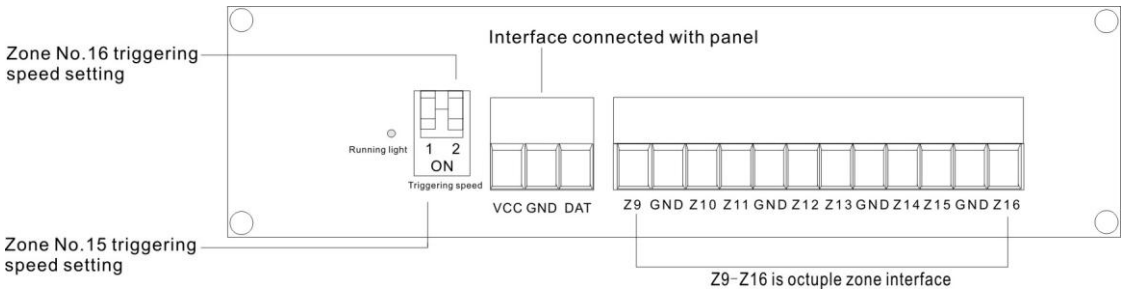 Zone No.16 triggering
speed setting
Interface connected with panel
Running light
1 2
ON
Triggering speed
VCC GND DAT
Z9 GND Z10 Z11 GND Z12 Z13 GND Z14 Z15 GND Z16
Zone No.15 triggering
speed setting
Z9-Z16 is octuple zone interface